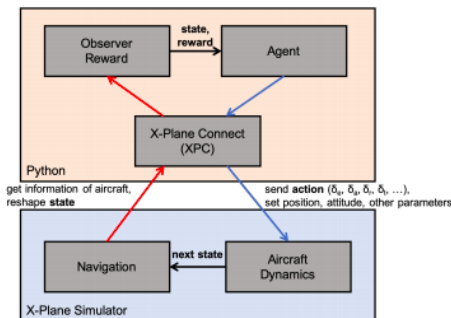 Observer
Reward
state,
reward
Agent
X-Plane Connect
(XPC)
Python
get information of aircraft,
reshape state
send action (δe, δa, δr, δt, ...),
set position, attitude, other parameters
Navigation
next state
Aircraft
Dynamics
X-Plane Simulator